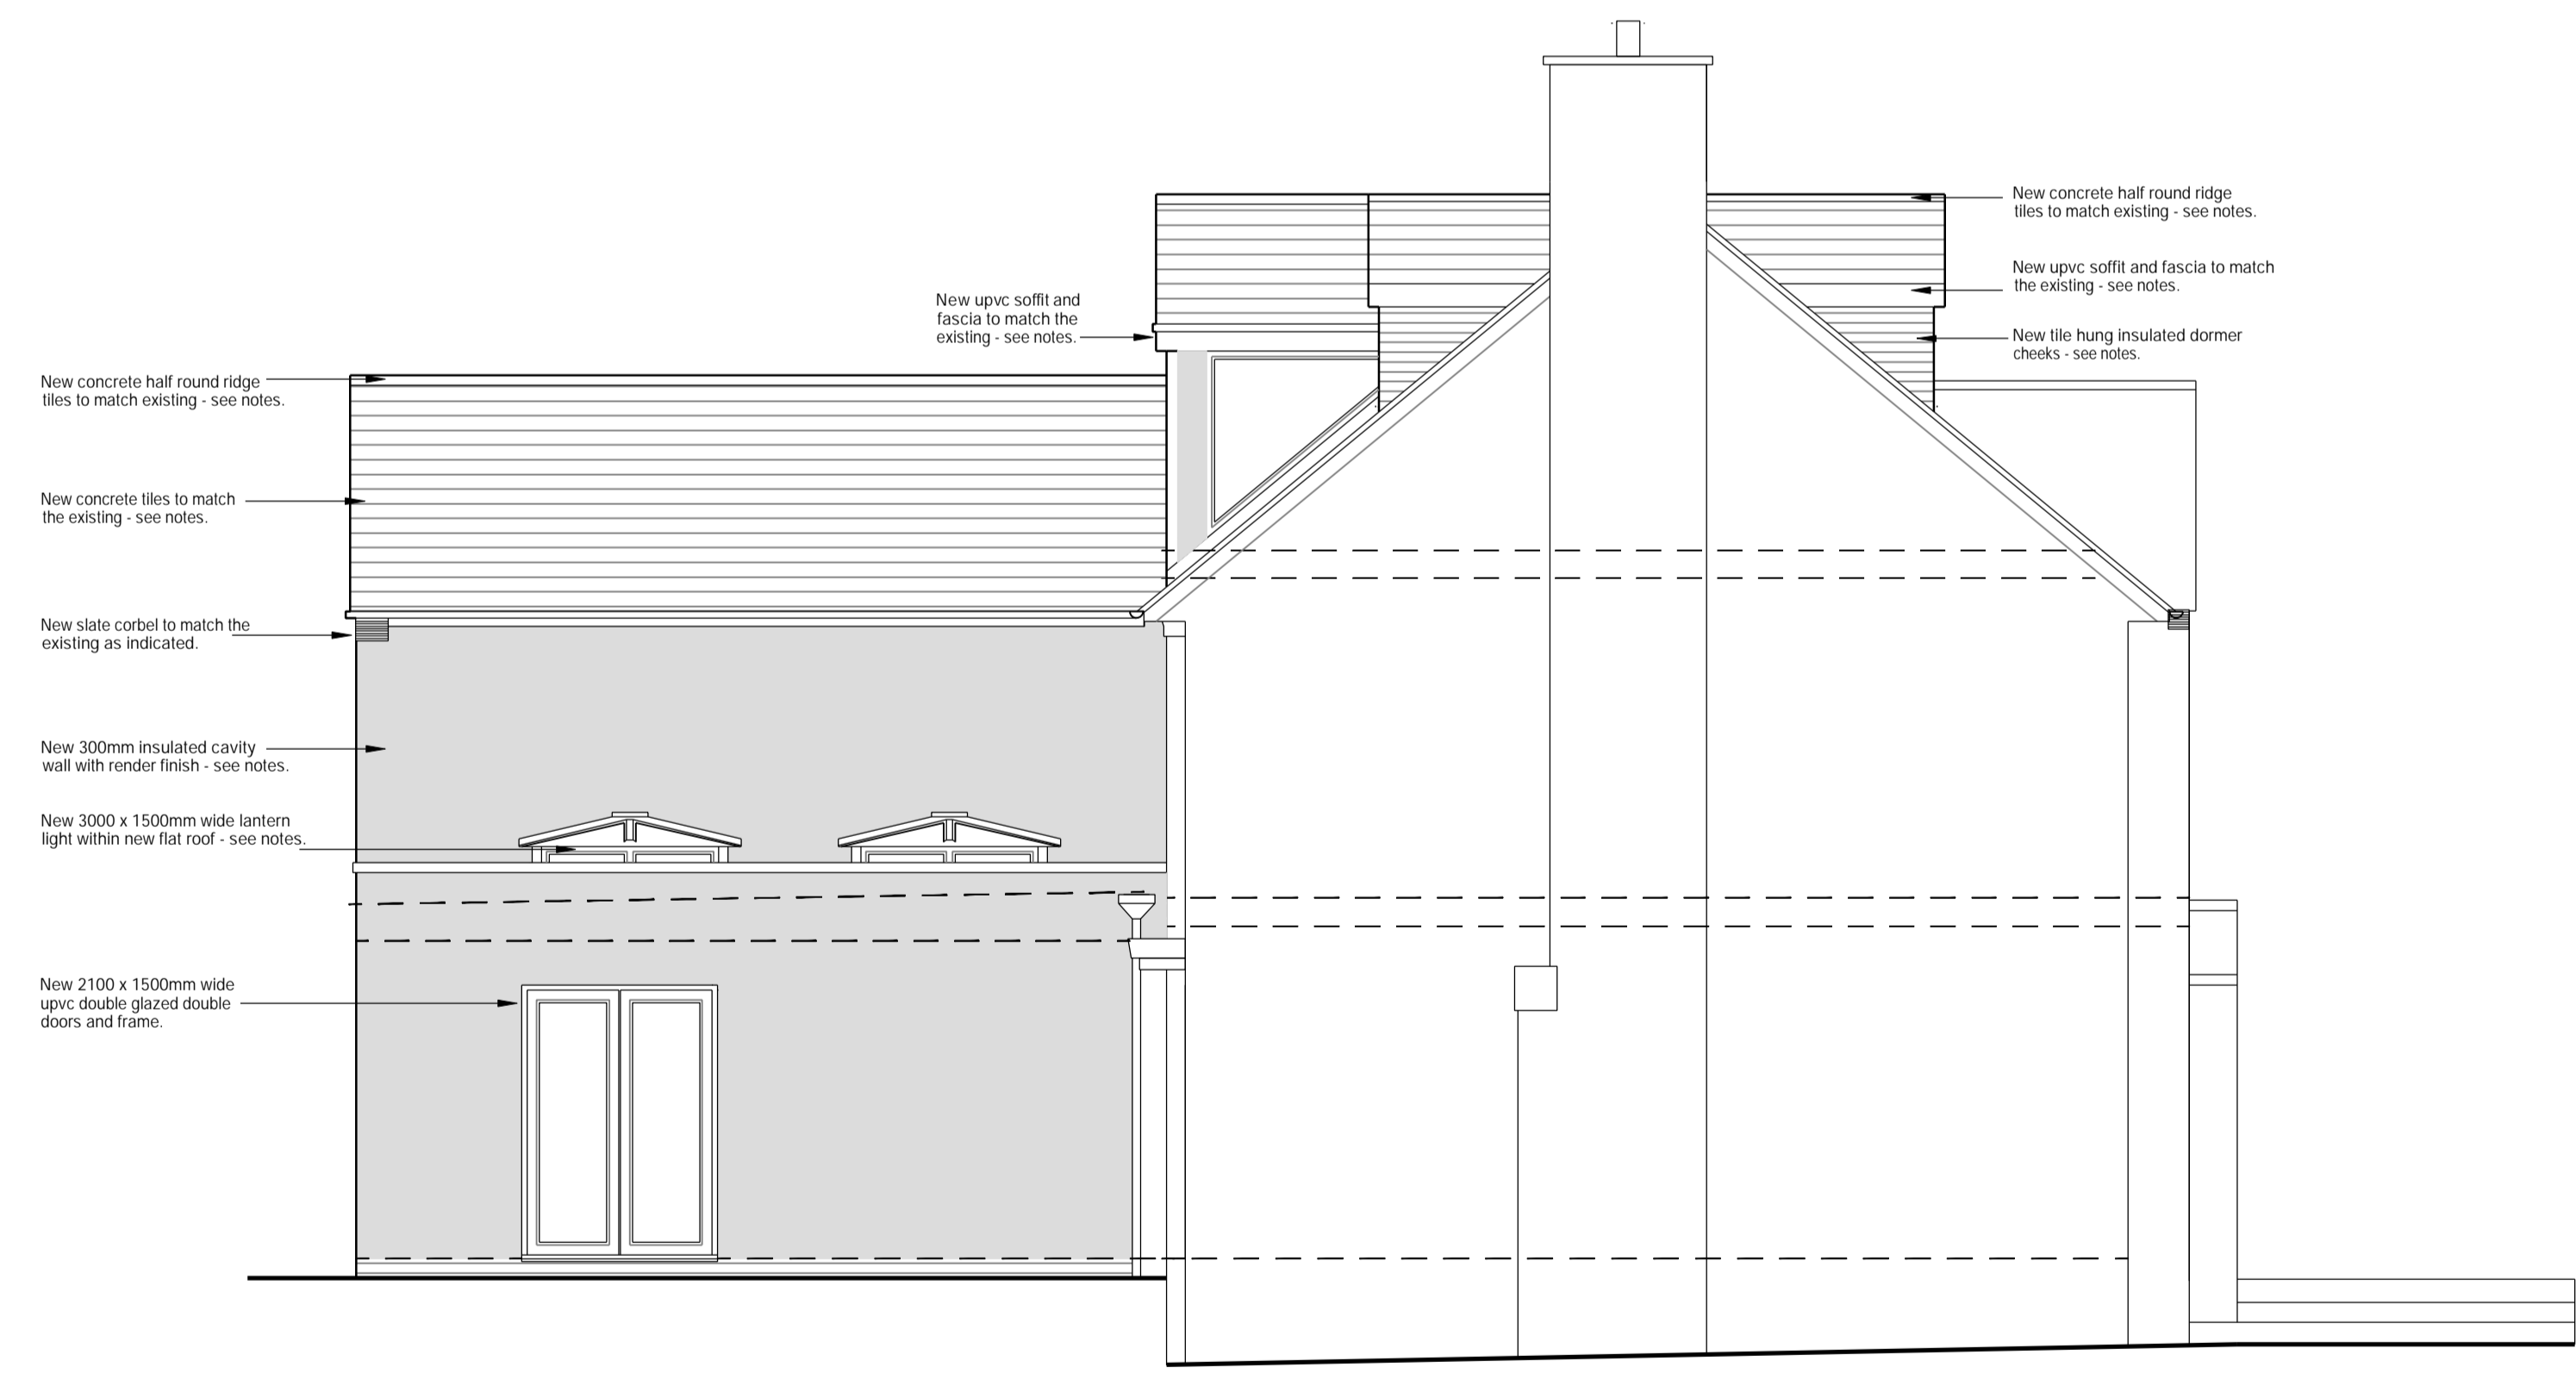 New concrete half round ridge
tiles to match existing - see notes.
New upvc soffit and fascia to match
the existing - see notes.
New tile hung insulated dormer
cheeks - see notes.
New upvc soffit and
fascia to match the
existing - see notes.
New concrete half round ridge
tiles to match existing - see notes.
New concrete tiles to match
the existing - see notes.
New slate corbel to match the
existing as indicated.
New 300mm insulated cavity
wall with render finish - see notes.
New 3000 x 1500mm wide lantern
light within new flat roof - see notes.
New 2100 x 1500mm wide
upvc double glazed double
doors and frame.